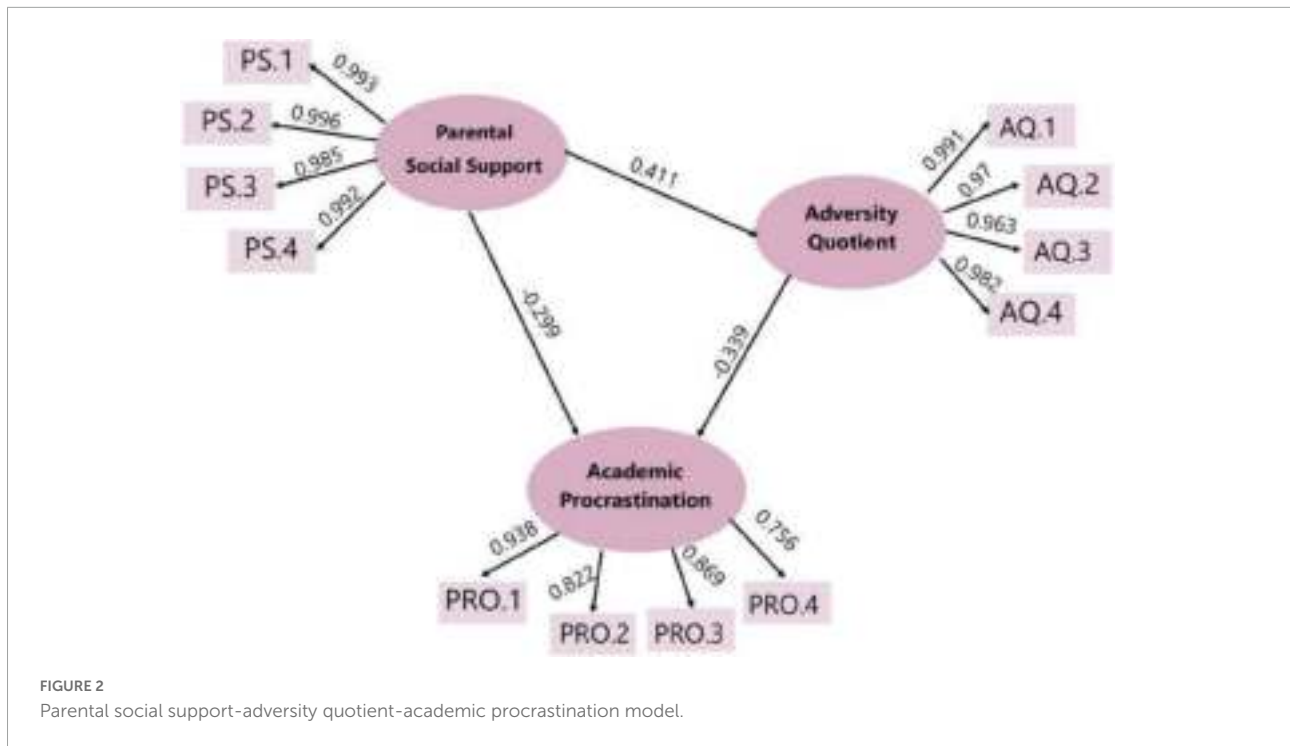 PS.1
0.993
PS.2
0.996
PS.3
0.985
PS.4
0.992
Parental
Social Support
0.411
Adversity
Quotient
0.991
AQ.1
0.97
AQ.2
0.963
AQ.3
0.982
AQ.4
-0.299
-0.339
Academic
Procrastination
0.938
PRO.1
0.822
PRO.2
0.869
PRO.3
0.756
PRO.4
FIGURE 2
Parental social support-adversity quotient-academic procrastination model.